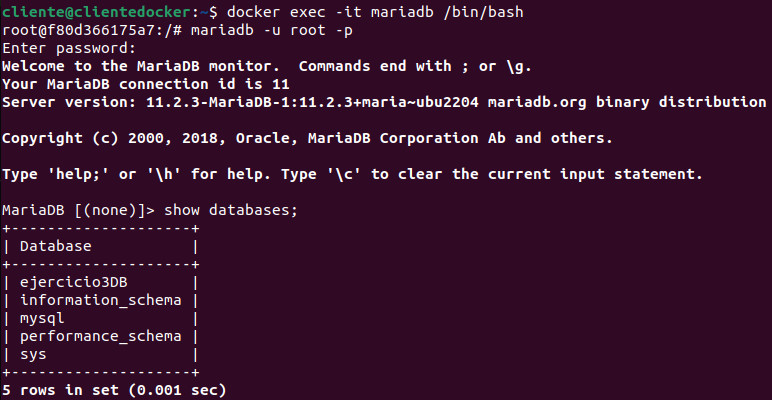 cliente@clientedocker:~$ docker exec -it mariadb /bin/bash
root@f80d366175a7:/# mariadb -u root -p
Enter password:
Welcome to the MariaDB monitor.  Commands end with ; or \g.
Your MariaDB connection id is 11
Server version: 11.2.3-MariaDB-1:11.2.3+maria~ubu2204 mariadb.org binary distribution

Copyright (c) 2000, 2018, Oracle, MariaDB Corporation Ab and others.

Type 'help;' or '\h' for help. Type '\c' to clear the current input statement.

MariaDB [(none)]> show databases;
+--------------------+
| Database           |
+--------------------+
| ejercicio3DB       |
| information_schema |
| mysql              |
| performance_schema |
| sys                |
+--------------------+
5 rows in set (0.001 sec)